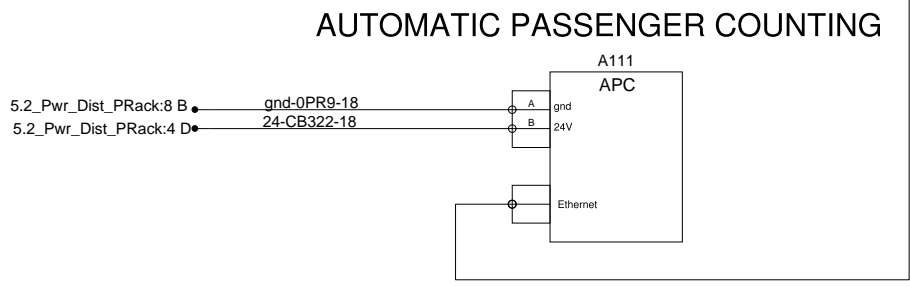 AUTOMATIC PASSENGER COUNTING
A111
APC
5.2_Pwr_Dist_PRack:8 B gnd-0PR9-18 A gnd
5.2_Pwr_Dist_PRack:4 D 24-CB322-18 B 24V
Ethernet